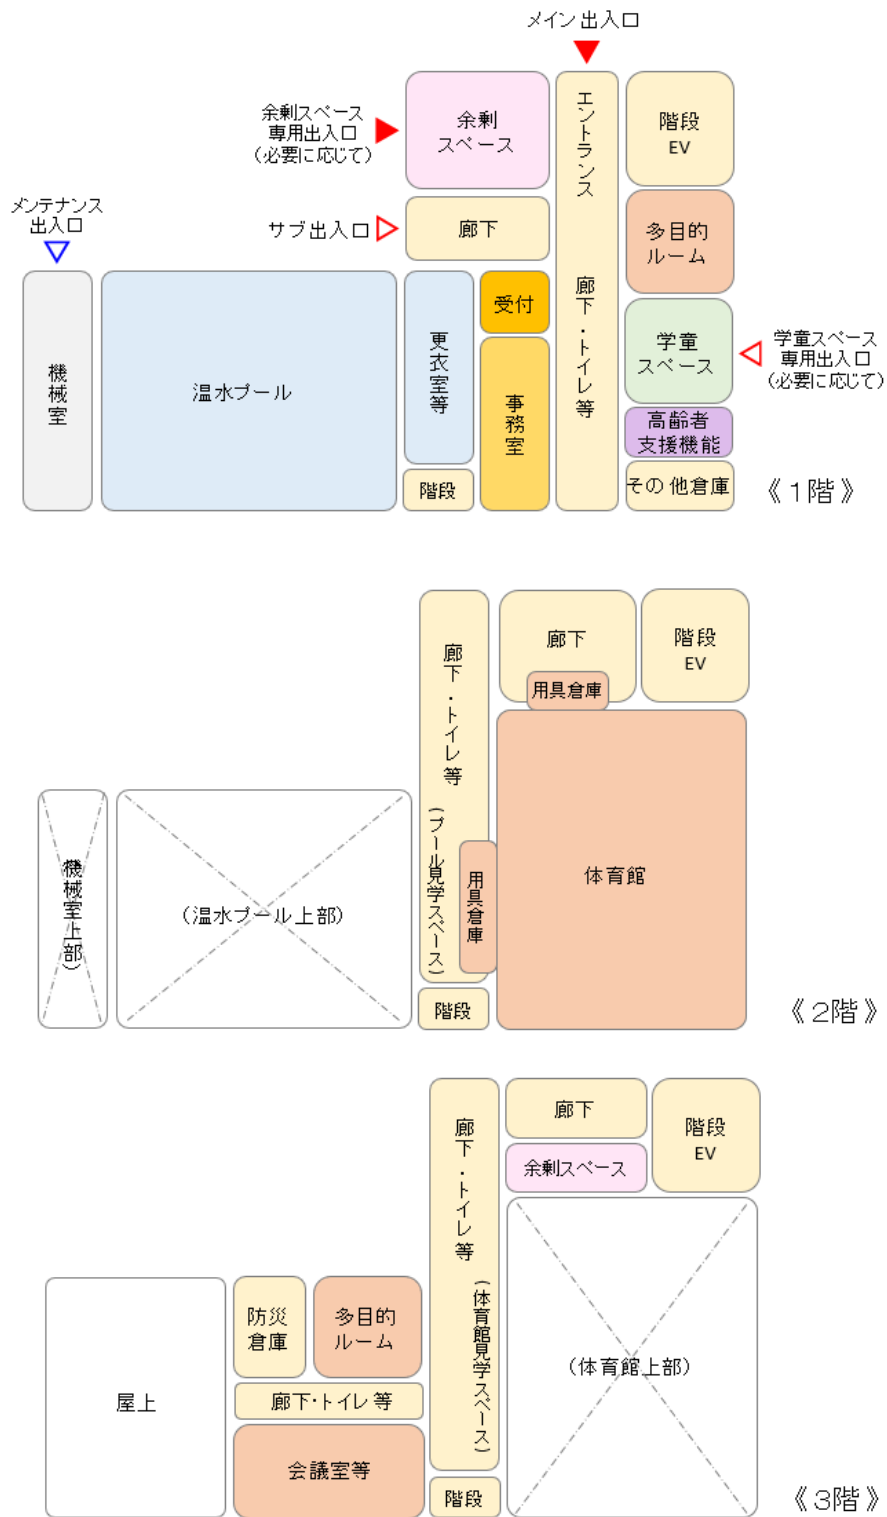 メイン出入口
余剰スペース
専用出入口
(必要に応じて)
余剰
スペース
エントランス
廊下・トイレ等
階段
EV
メンテナンス
出入口
サブ出入口
廊下
多目的
ルーム
機械室
温水プール
更衣室等
受付
事務室
学童
スペース
学童スペース
専用出入口
(必要に応じて)
高齢者
支援機能
階段
その他倉庫
《1階》
廊下・トイレ等
(プール見学スペース)
廊下
用具倉庫
階段
EV
機械室上部)
(温水プール上部)
用具倉庫
体育館
階段
《2階》
廊下・トイレ等
(体育館見学スペース)
廊下
余剰スペース
階段
EV
屋上
防災
倉庫
多目的
ルーム
廊下・トイレ等
会議室等
(体育館上部)
階段
《3階》